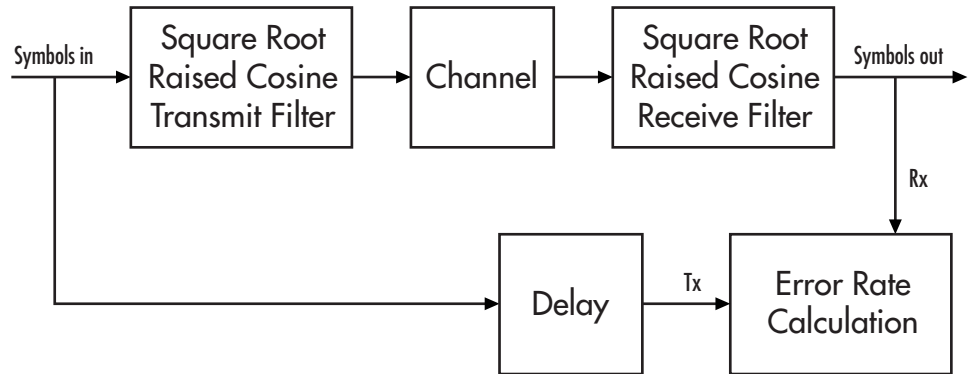 Symbols in
Square Root
Raised Cosine
Transmit Filter
Channel
Square Root
Raised Cosine
Receive Filter
Symbols out
Rx
Delay
Tx
Error Rate
Calculation